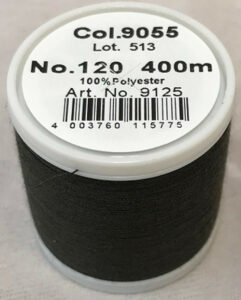 Col.9055
Lot. 513
No.120 400m
100%Polyester
Art. No. 9125
4 003760 115775